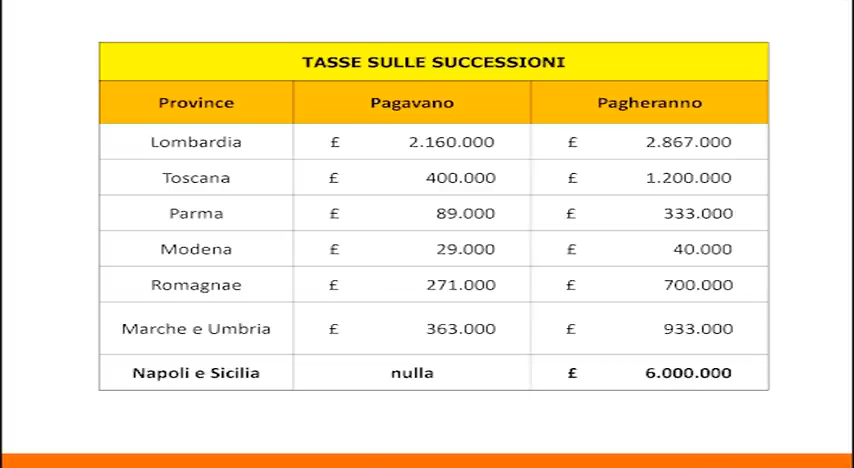 TASSE SULLE SUCCESSIONI
Province Pagavano Pagheranno
Lombardia £ 2.160.000 £ 2.867.000
Toscana £ 400.000 £ 1.200.000
Parma £ 89.000 £ 333.000
Modena £ 29.000 £ 40.000
Romagnae £ 271.000 £ 700.000
Marche e Umbria £ 363.000 £ 933.000
Napoli e Sicilia nulla £ 6.000.000